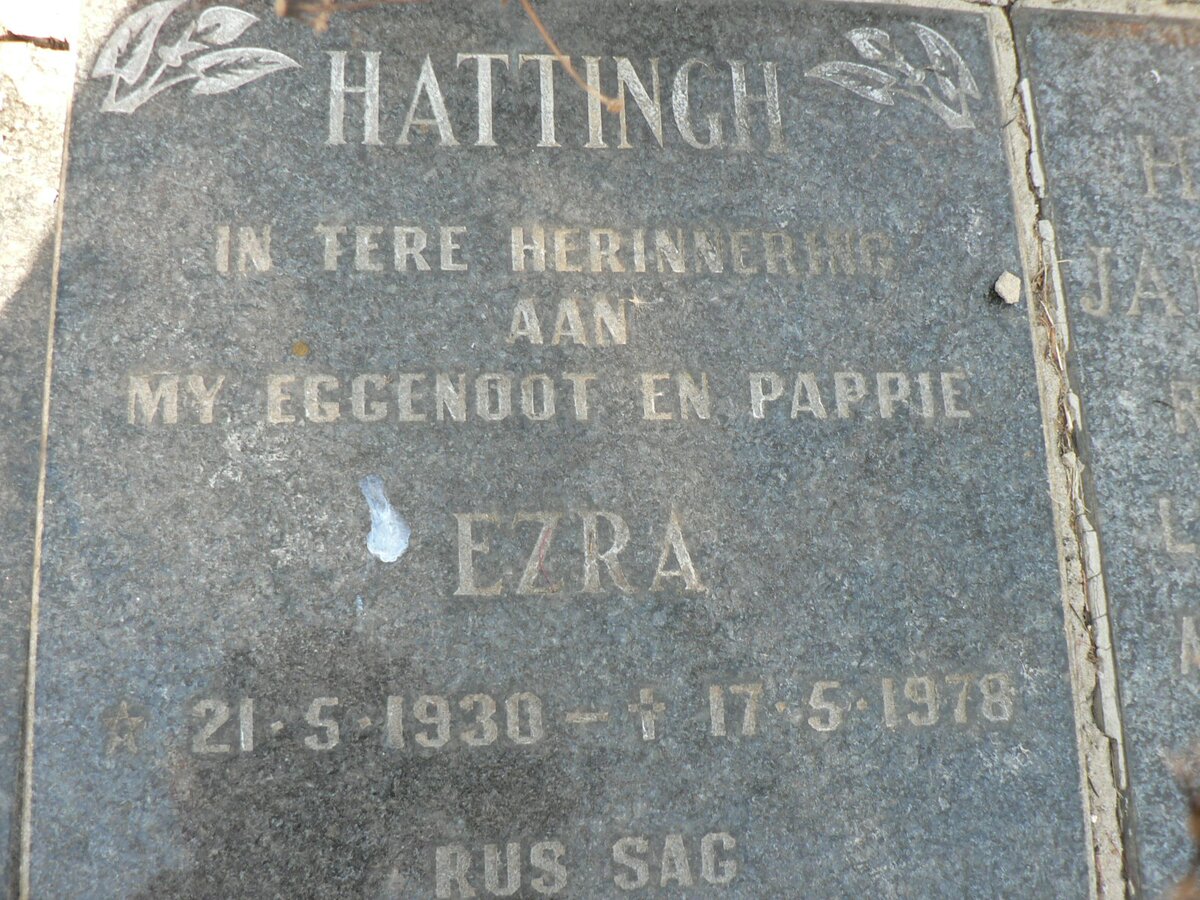 HATTINGH
IN TERE HERINNERING
AAN
MY EGGENOOT EN PAPPIE
EZRA
21·5·1930 – † 17·5·1978
RUS SAG